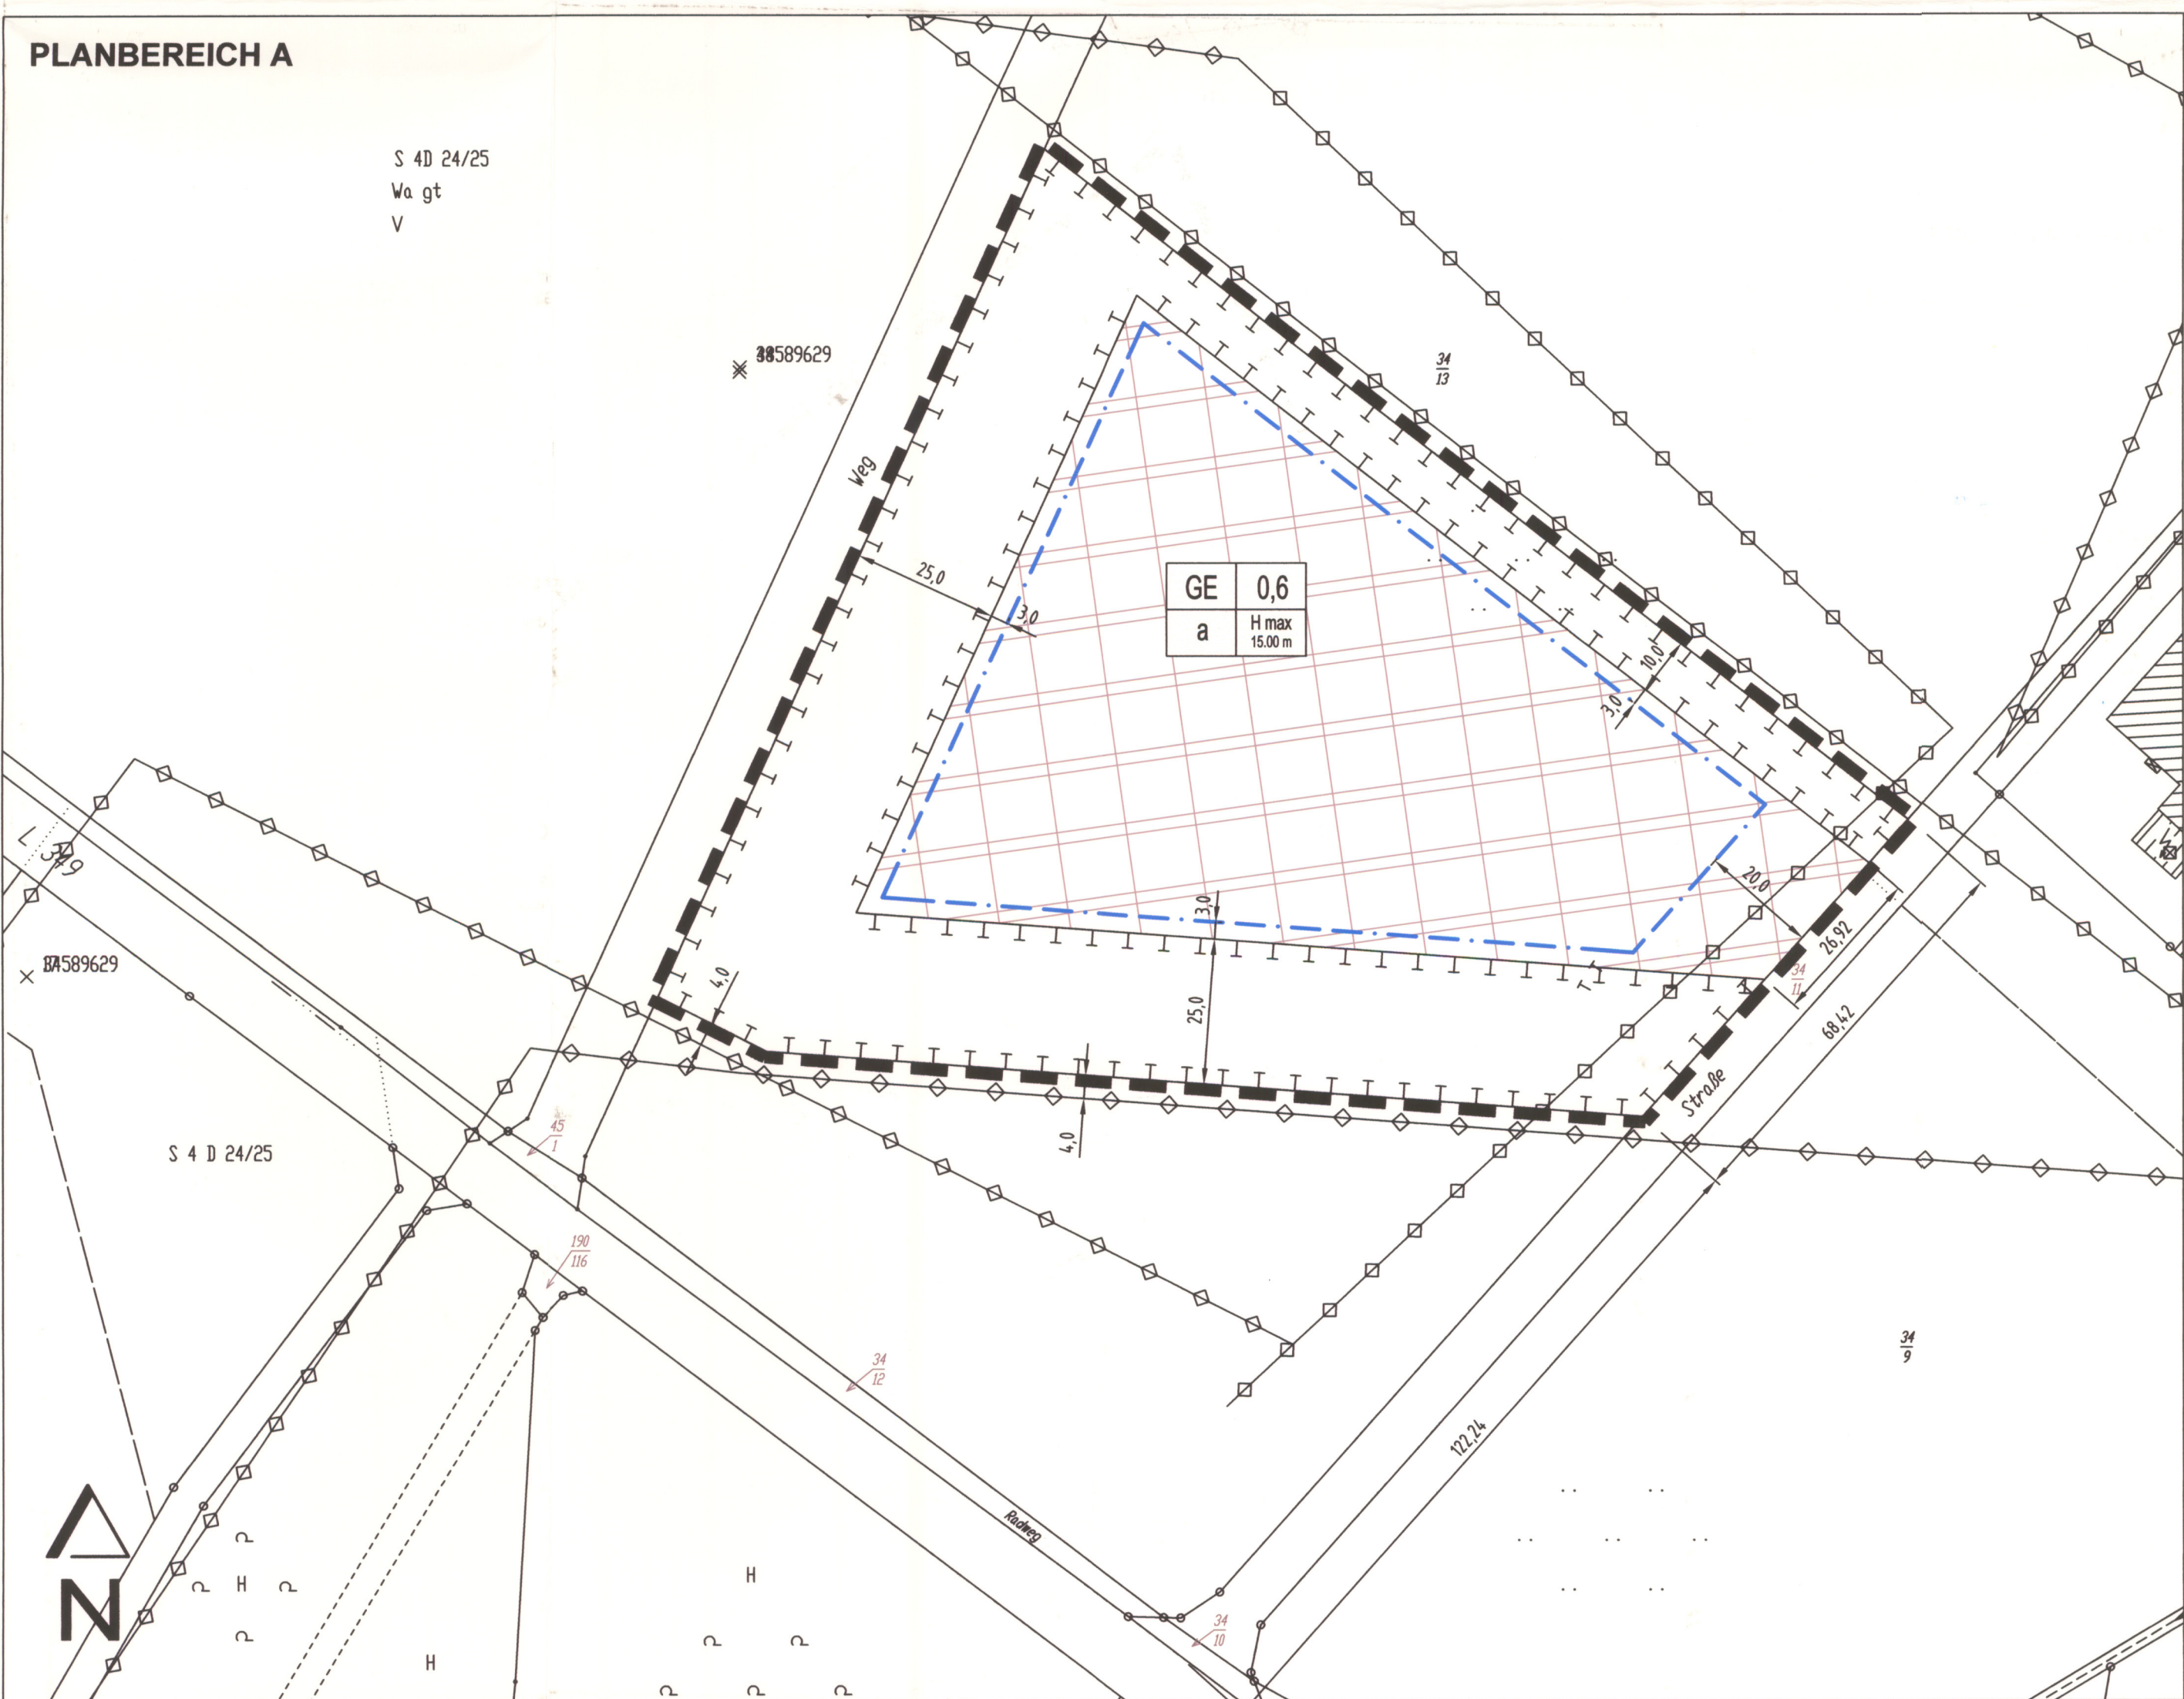 PLANBEREICH A
S 4D 24/25
Wa gt
V
34
13
Weg
25,0
3,0
GE 0,6
a H max
15.00 m
10,0
3,0
20,0
3,0
26,92
34
11
25,0
4,0
68,42
Straße
4,0
S 4 D 24/25
45
1
190
116
34
12
34
9
122,24
Radweg
34
10
H
H
H
N